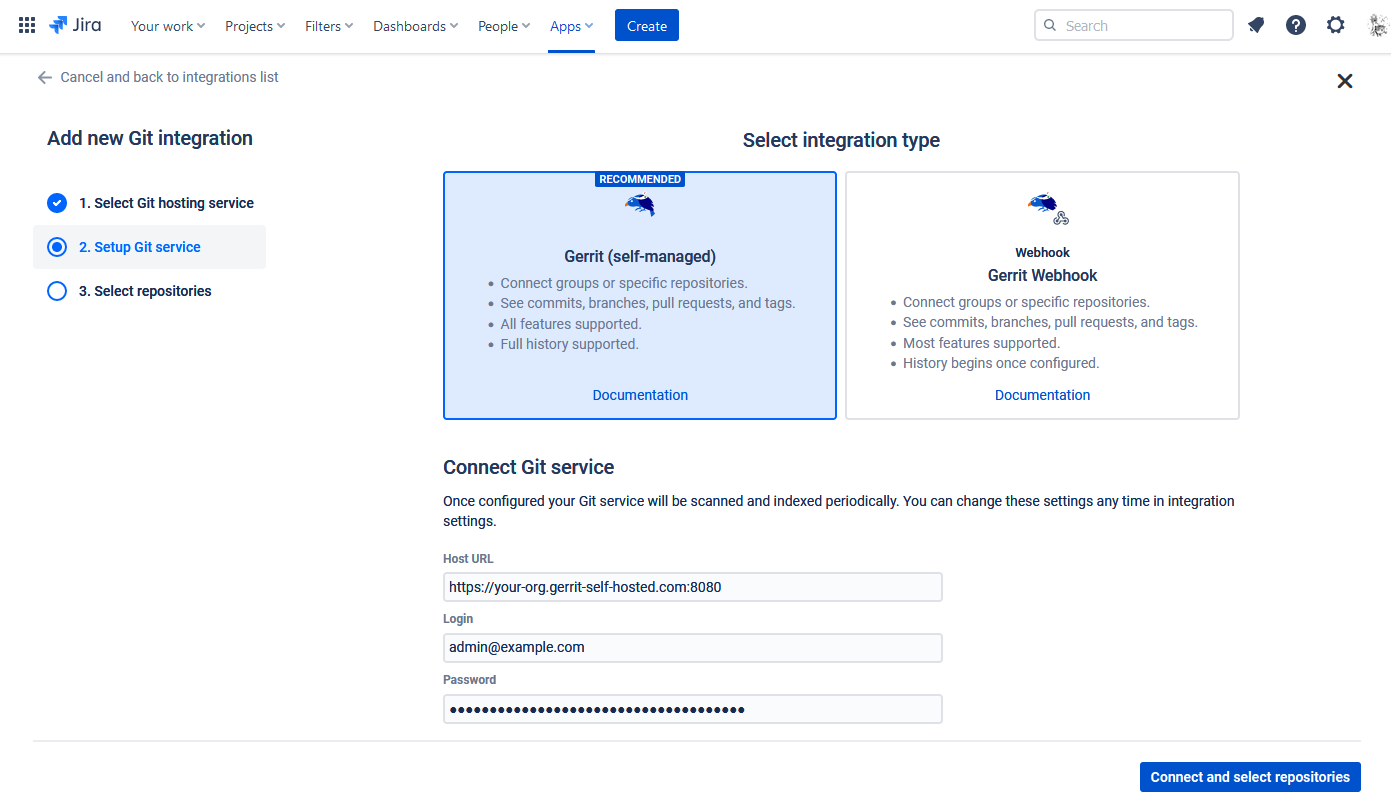 Jira
Your work
Projects
Filters
Dashboards
People
Apps
Create
Search
Cancel and back to integrations list
Add new Git integration
1. Select Git hosting service
2. Setup Git service
3. Select repositories
Select integration type
RECOMMENDED
Gerrit (self-managed)
• Connect groups or specific repositories.
• See commits, branches, pull requests, and tags.
• All features supported.
• Full history supported.
Documentation
Webhook
Gerrit Webhook
• Connect groups or specific repositories.
• See commits, branches, pull requests, and tags.
• Most features supported.
• History begins once configured.
Documentation
Connect Git service
Once configured your Git service will be scanned and indexed periodically. You can change these settings any time in integration
settings.
Host URL
https://your-org.gerrit-self-hosted.com:8080
Login
admin@example.com
Password
•••••••••••••••••••••••••••••••••••••
Connect and select repositories